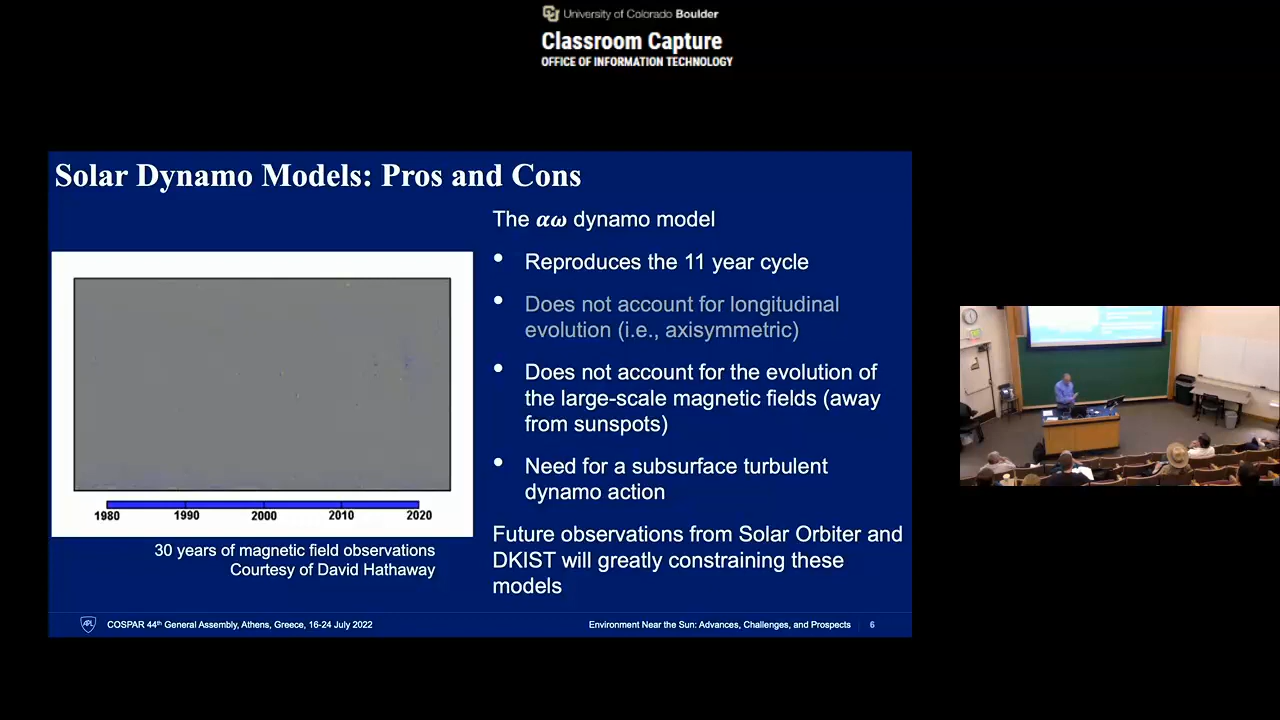 University of Colorado Boulder
Classroom Capture
OFFICE OF INFORMATION TECHNOLOGY
Solar Dynamo Models: Pros and Cons
The αω dynamo model
• Reproduces the 11 year cycle
• Does not account for longitudinal
evolution (i.e., axisymmetric)
• Does not account for the evolution of
the large-scale magnetic fields (away
from sunspots)
• Need for a subsurface turbulent
dynamo action
Future observations from Solar Orbiter and
DKIST will greatly constraining these
models
1980 1990 2000 2010 2020
30 years of magnetic field observations
Courtesy of David Hathaway
APL
COSPAR 44th General Assembly, Athens, Greece, 16-24 July 2022
Environment Near the Sun: Advances, Challenges, and Prospects 6